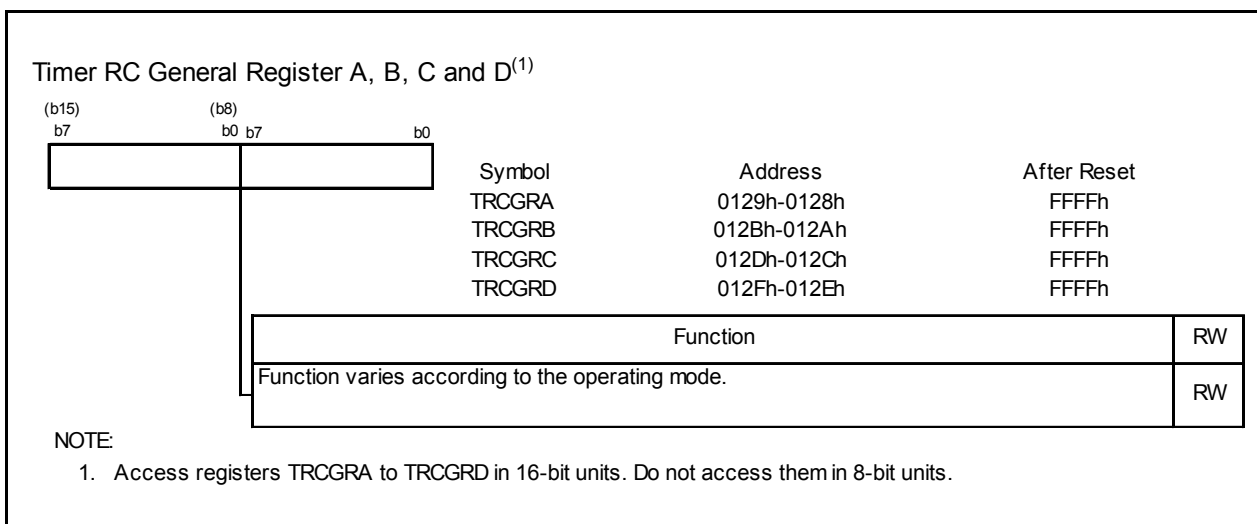 Timer RC General Register A, B, C and D(1)
(b15) (b8)
b7 b0 b7 b0
Symbol Address After Reset
TRCGRA 0129h-0128h FFFFh
TRCGRB 012Bh-012Ah FFFFh
TRCGRC 012Dh-012Ch FFFFh
TRCGRD 012Fh-012Eh FFFFh
Function RW
Function varies according to the operating mode. RW
NOTE:
1. Access registers TRCGRA to TRCGRD in 16-bit units. Do not access them in 8-bit units.